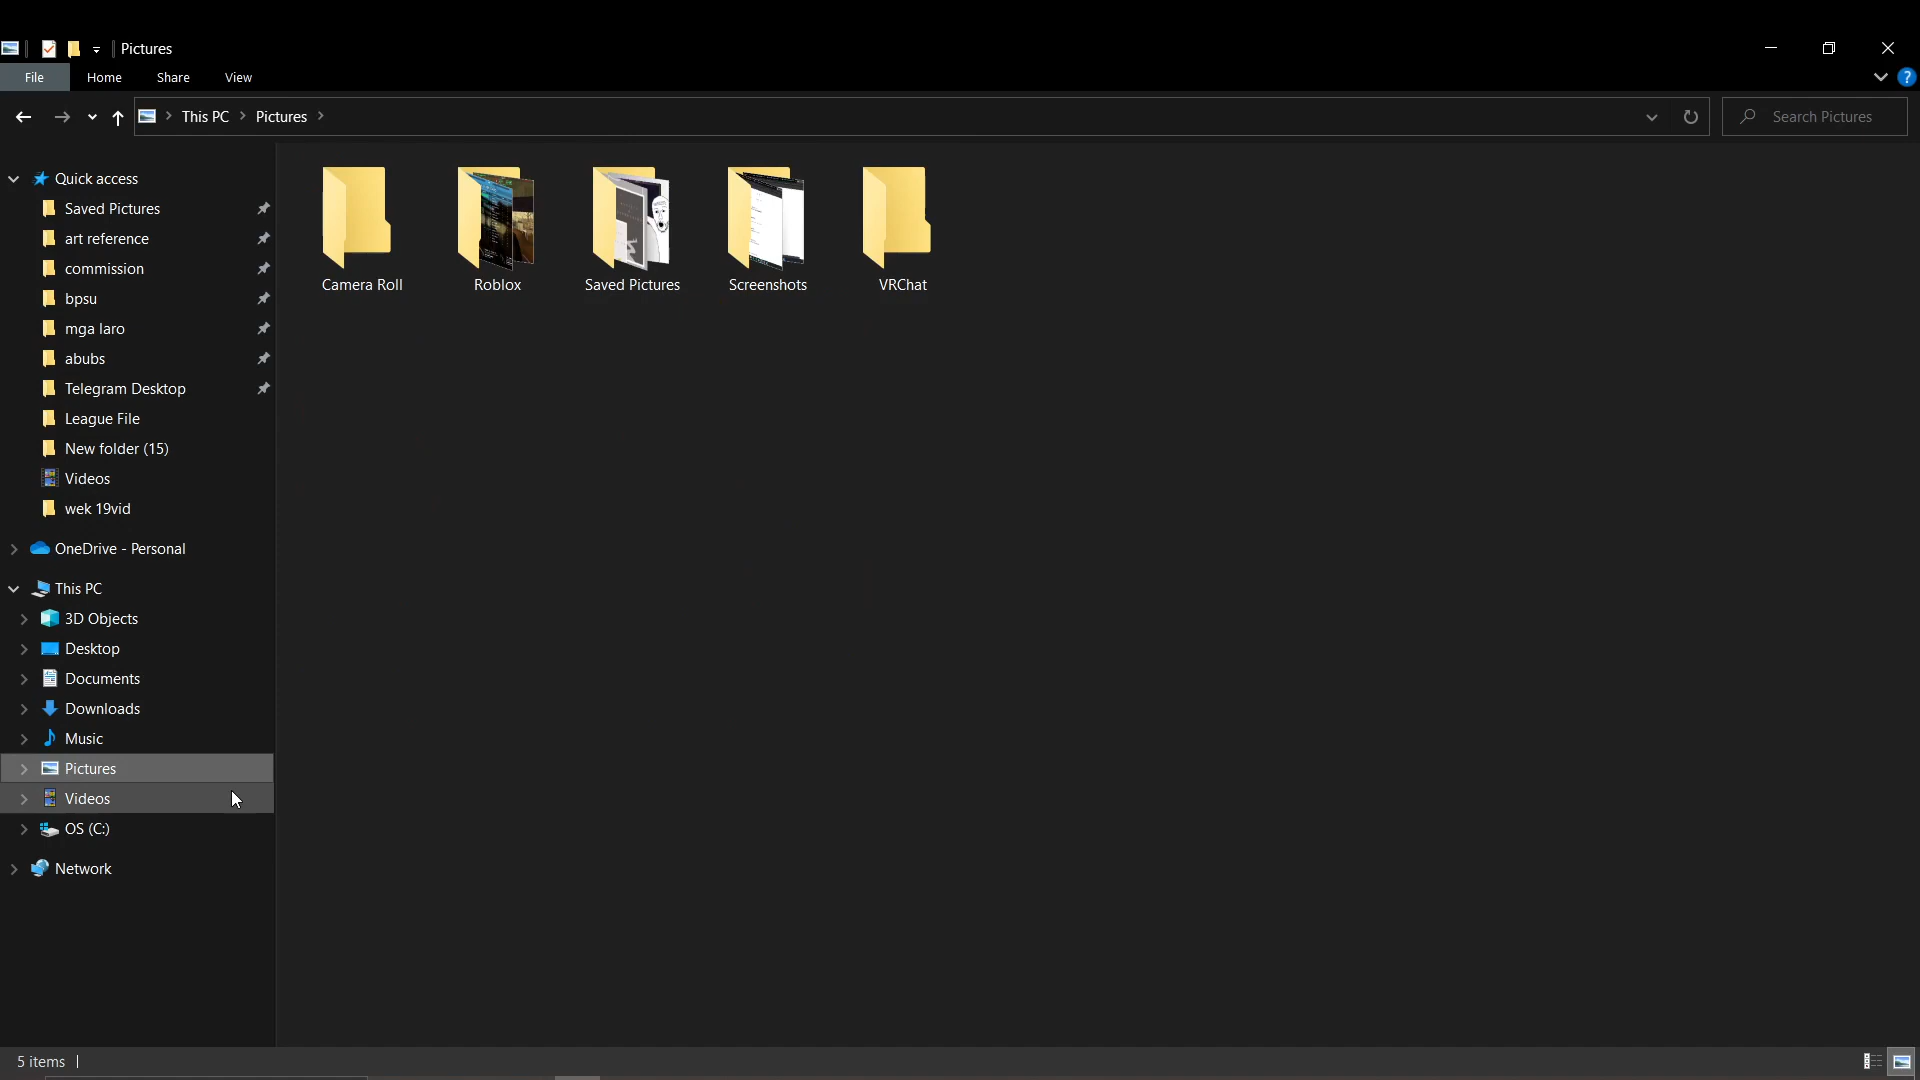 Pictures
File Home Share View
?
This PC Pictures
Search Pictures
Quick access
Saved Pictures
art reference
commission
bpsu
mga laro
abubs
Telegram Desktop
League File
New folder (15)
Videos
wek 19vid
OneDrive - Personal
This PC
3D Objects
Desktop
Documents
Downloads
Music
Pictures
Videos
OS (C:)
Network
Camera Roll Roblox Saved Pictures Screenshots VRChat
5 items